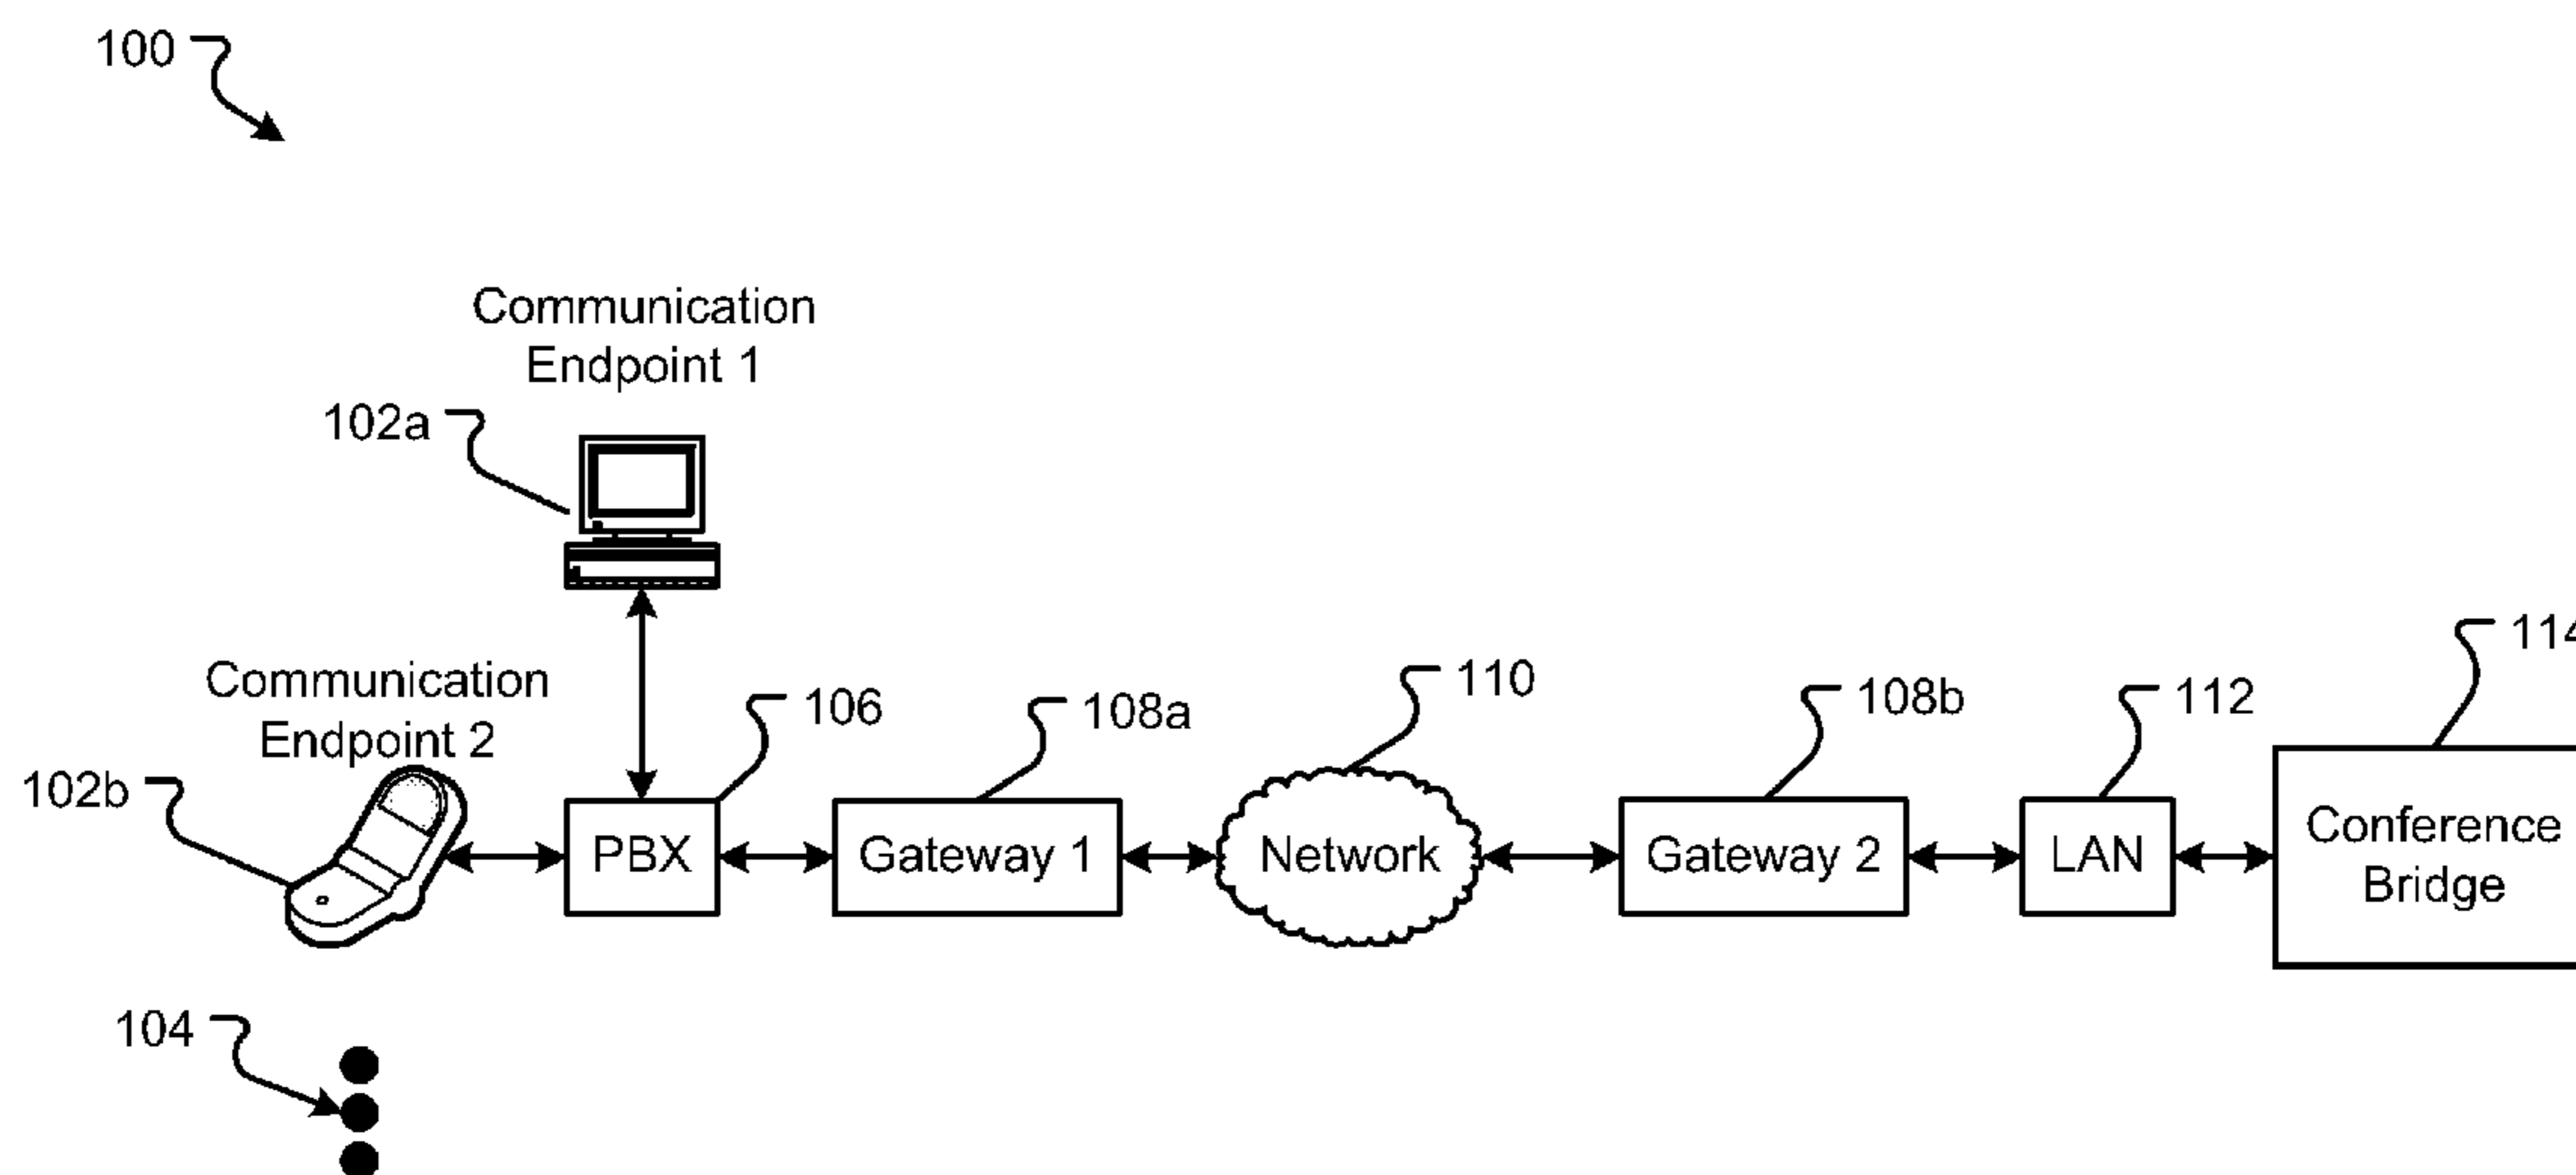 100
Communication
Endpoint 1
102a
Communication
Endpoint 2
102b
106
108a
110
108b
112
114
PBX
Gateway 1
Network
Gateway 2
LAN
Conference
Bridge
104